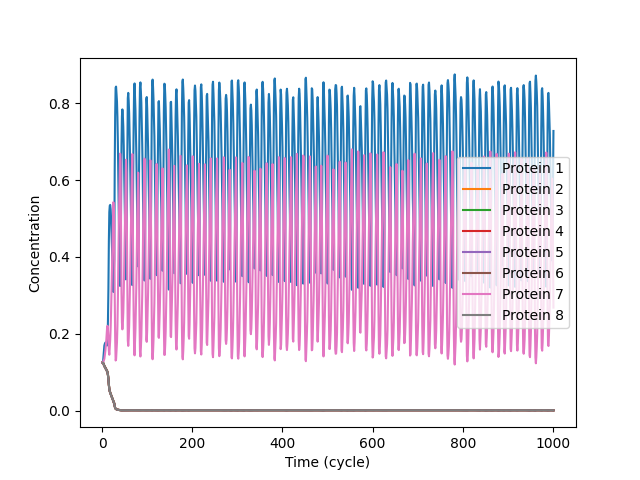 0.8
0.6
0.4
0.2
0.0
Concentration
0
200
400
600
800
1000
Time (cycle)
Protein 1
Protein 2
Protein 3
Protein 4
Protein 5
Protein 6
Protein 7
Protein 8